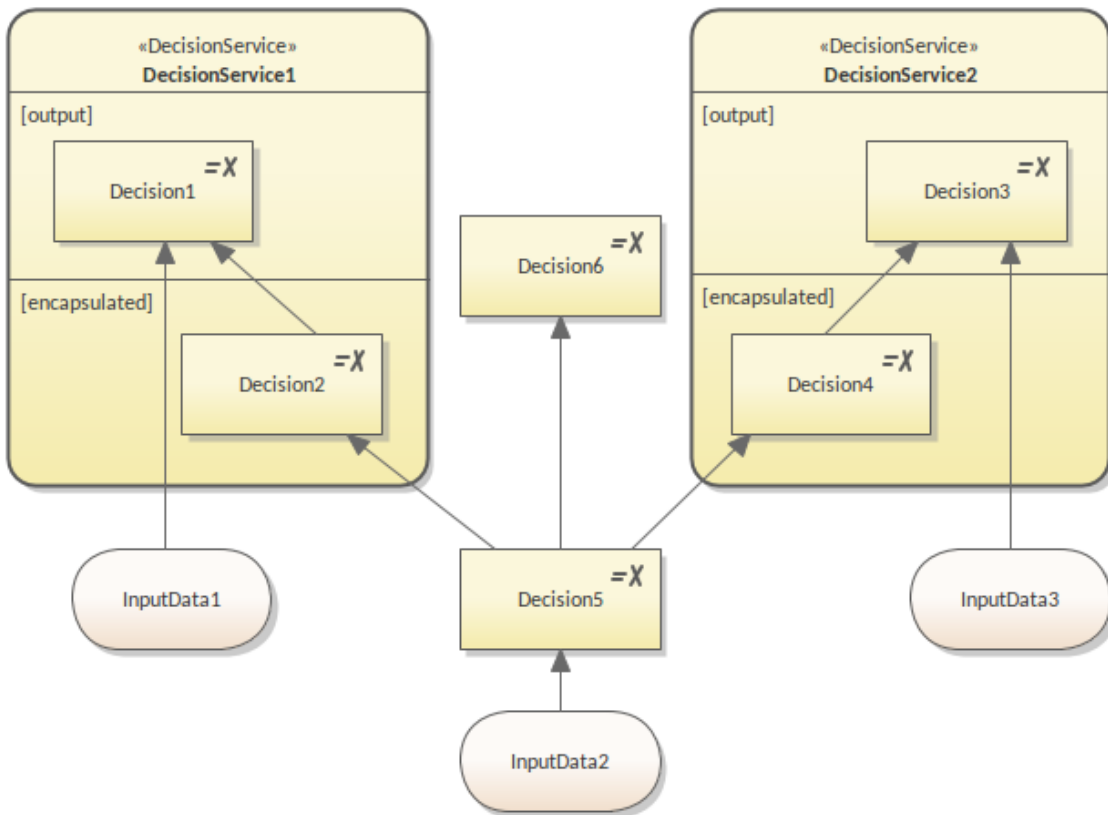 «DecisionService»
DecisionService1
[output]
=X
Decision1
[encapsulated]
=X
Decision2
«DecisionService»
DecisionService2
[output]
=X
Decision3
[encapsulated]
=X
Decision4
=X
Decision6
=X
Decision5
InputData1
InputData3
InputData2